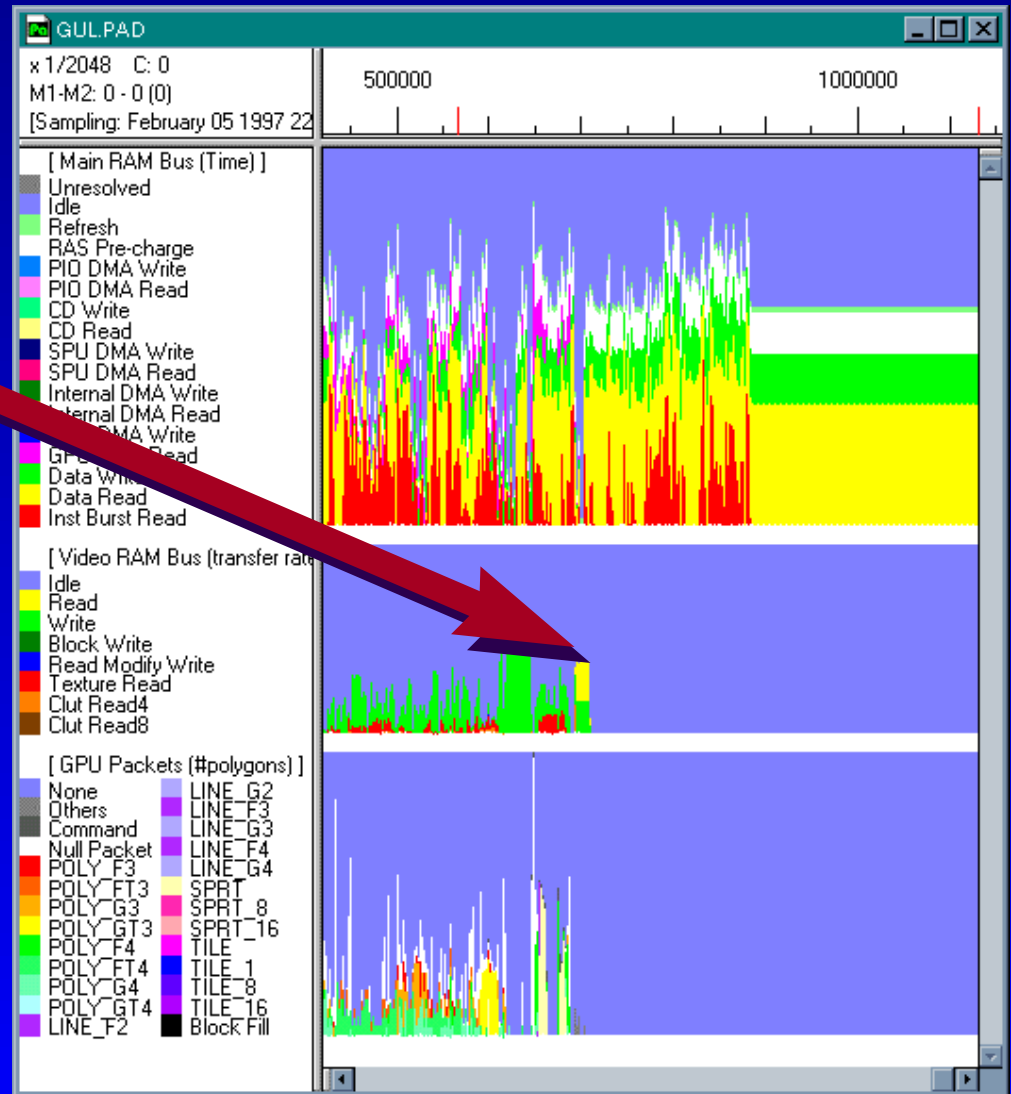 GUL.PAD
x 1/2048 C: 0
M1-M2: 0 - 0 (0)
[Sampling: February 05 1997 22
500000 1000000
[ Main RAM Bus (Time) ]
Unresolved
Idle
Refresh
RAS Pre-charge
PIO DMA Write
PIO DMA Read
CD Write
CD Read
SPU DMA Write
SPU DMA Read
Internal DMA Write
Internal DMA Read
DMA Write
Read
Data
Data Read
Inst Burst Read
[ Video RAM Bus (transfer rate
Idle
Read
Write
Block Write
Read Modify Write
Texture Read
Clut Read4
Clut Read8
[ GPU Packets (#polygons) ]
None
Others
Command
Null Packet
POLY_F3
POLY_FT3
POLY_G3
POLY_GT3
POLY_F4
POLY_FT4
POLY_G4
POLY_GT4
LINE_F2
LINE_G2
LINE_F3
LINE_G3
LINE_F4
LINE_G4
SPRT
SPRT_8
SPRT_16
TILE
TILE_1
TILE_8
TILE_16
Block Fill